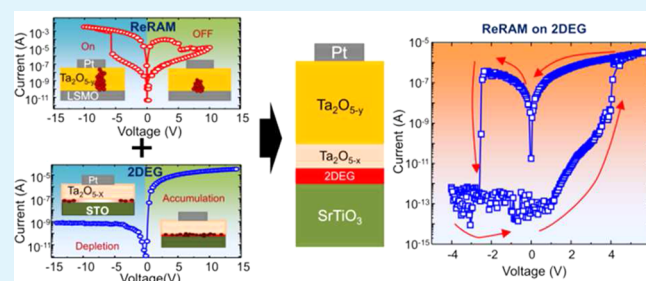 ReRAM
Current (A)
10⁻³
10⁻⁵
10⁻⁷
10⁻⁹
10⁻¹¹
On
OFF
Pt
Ta₂O₅₋y
LSMO
-15 -10 -5 0 5 10 15
Voltage (V)
+
2DEG
Current (A)
10⁻⁵
10⁻⁹
10⁻¹²
Pt
Ta₂O₅₋ₓ
STO
Accumulation
Depletion
-15 -10 -5 0 5 10 15
Voltage (V)
Pt
Ta₂O₅₋y
Ta₂O₅₋ₓ
2DEG
SrTiO₃
ReRAM on 2DEG
Current (A)
10⁻⁵
10⁻⁷
10⁻⁹
10⁻¹¹
10⁻¹³
10⁻¹⁵
-4 -2 0 2 4
Voltage (V)